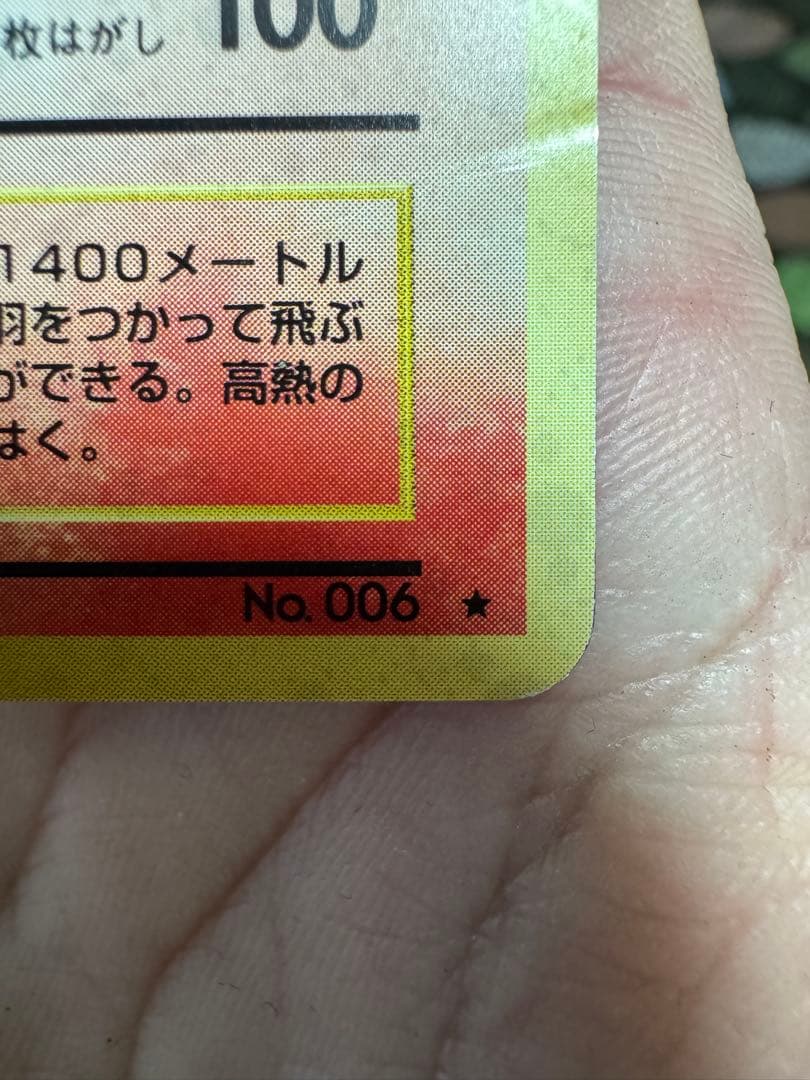 枚はがし 100
1400メートル
羽をつかって飛ぶ
ができる。高熱の
はく。
No. 006 ★